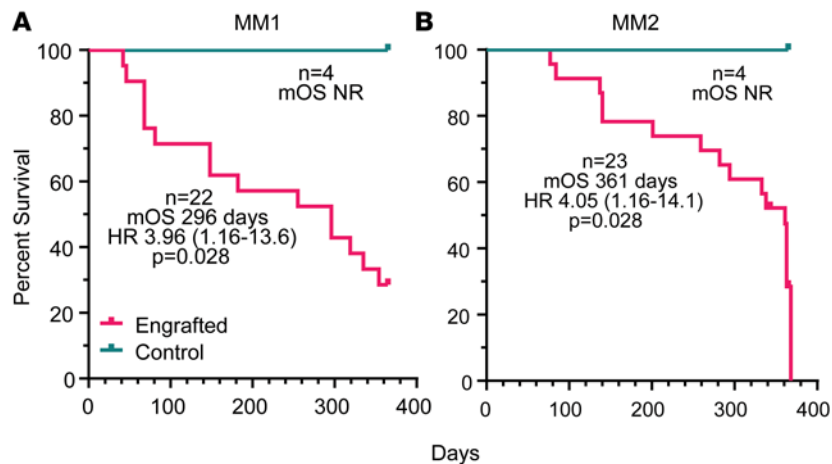 A
MM1
100
80
60
40
20
0
0
100
200
300
400
n=4
mOS NR
n=22
mOS 296 days
HR 3.96 (1.16-13.6)
p=0.028
Engrafted
Control
Percent Survival
B
MM2
100
80
60
40
20
0
0
100
200
300
400
n=4
mOS NR
n=23
mOS 361 days
HR 4.05 (1.16-14.1)
p=0.028
Days